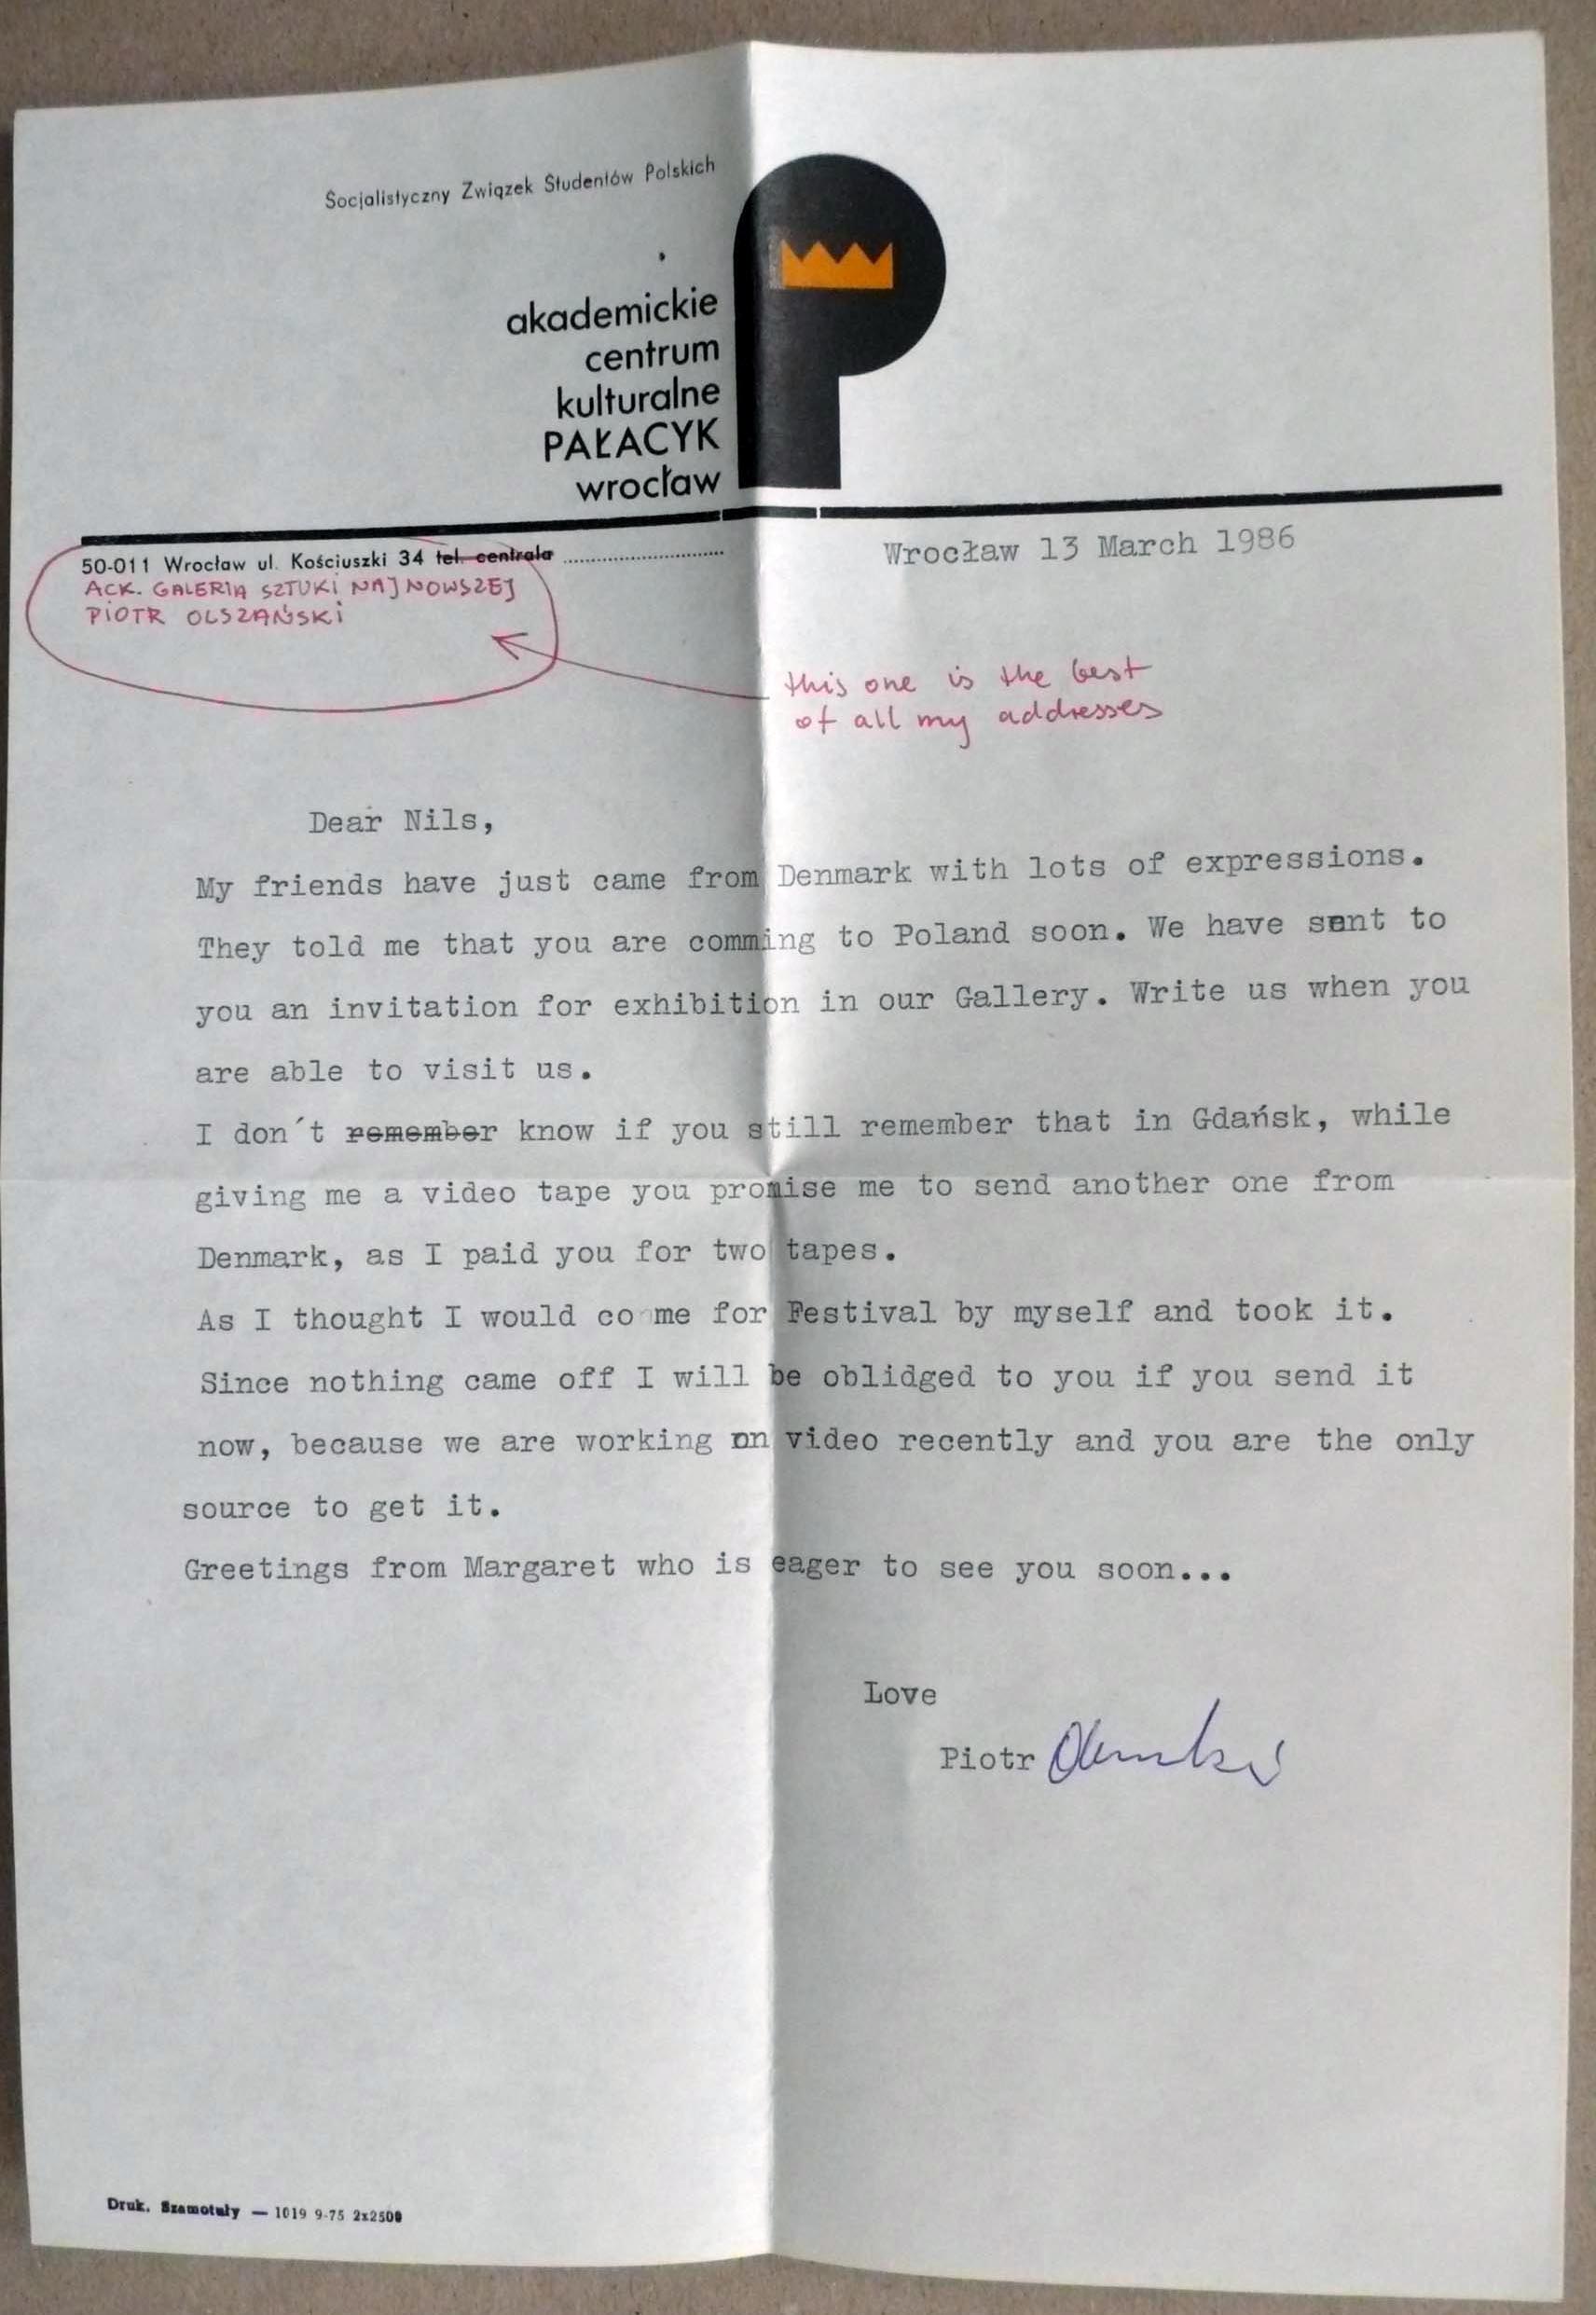 Socjalistyczny Związek Studentów Polskich
akademickie
centrum
kulturalne
PAŁACYK
wrocław
50-011 Wrocław ul. Kościuszki 34 tel. centrala ..............................
ACK. GALERIA SZTUKI NAJNOWSZEJ
PIOTR OLSZAŃSKI
Wrocław 13 March 1986
this one is the best
of all my addresses
Dear Nils,
My friends have just came from Denmark with lots of expressions.
They told me that you are comming to Poland soon. We have sent to
you an invitation for exhibition in our Gallery. Write us when you
are able to visit us.
I don´t remember know if you still remember that in Gdańsk, while
giving me a video tape you promise me to send another one from
Denmark, as I paid you for two tapes.
As I thought I would co me for Festival by myself and took it.
Since nothing came off I will be oblidged to you if you send it
now, because we are working on video recently and you are the only
source to get it.
Greetings from Margaret who is eager to see you soon...
Love
Piotr
Druk. Szamotuły — 1019 9-75 2x2500